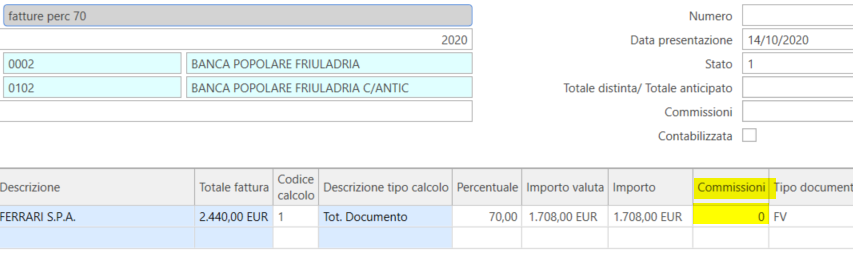 fatture perc 70
Numero
2020
Data presentazione 14/10/2020
0002 BANCA POPOLARE FRIULADRIA
Stato 1
0102 BANCA POPOLARE FRIULADRIA C/ANTIC
Totale distinta/ Totale anticipato
Commissioni
Contabilizzata
Descrizione Totale fattura Codice calcolo Descrizione tipo calcolo Percentuale Importo valuta Importo Commissioni Tipo document
FERRARI S.P.A. 2.440,00 EUR 1 Tot. Documento 70,00 1.708,00 EUR 1.708,00 EUR 0 FV